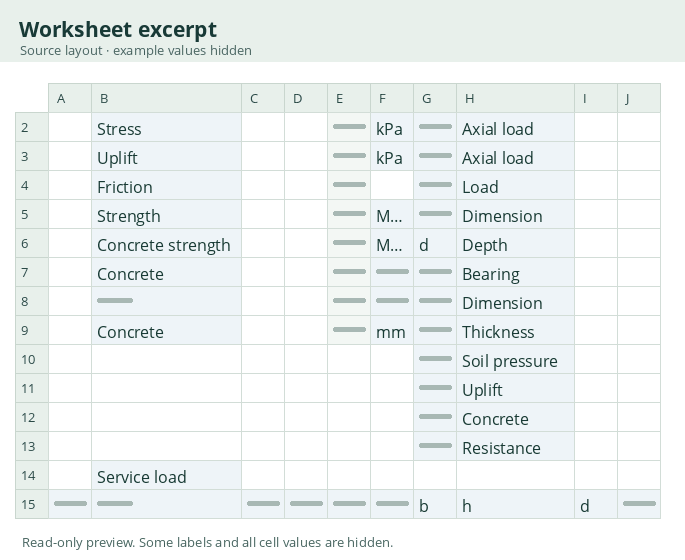 Worksheet excerpt
Source layout · example values hidden
A B C D E F G H I J
2 Stress kPa Axial load
3 Uplift kPa Axial load
4 Friction Load
5 Strength M... Dimension
6 Concrete strength M... d Depth
7 Concrete Bearing
8 Dimension
9 Concrete mm Thickness
10 Soil pressure
11 Uplift
12 Concrete
13 Resistance
14 Service load
15 b h d
Read-only preview. Some labels and all cell values are hidden.